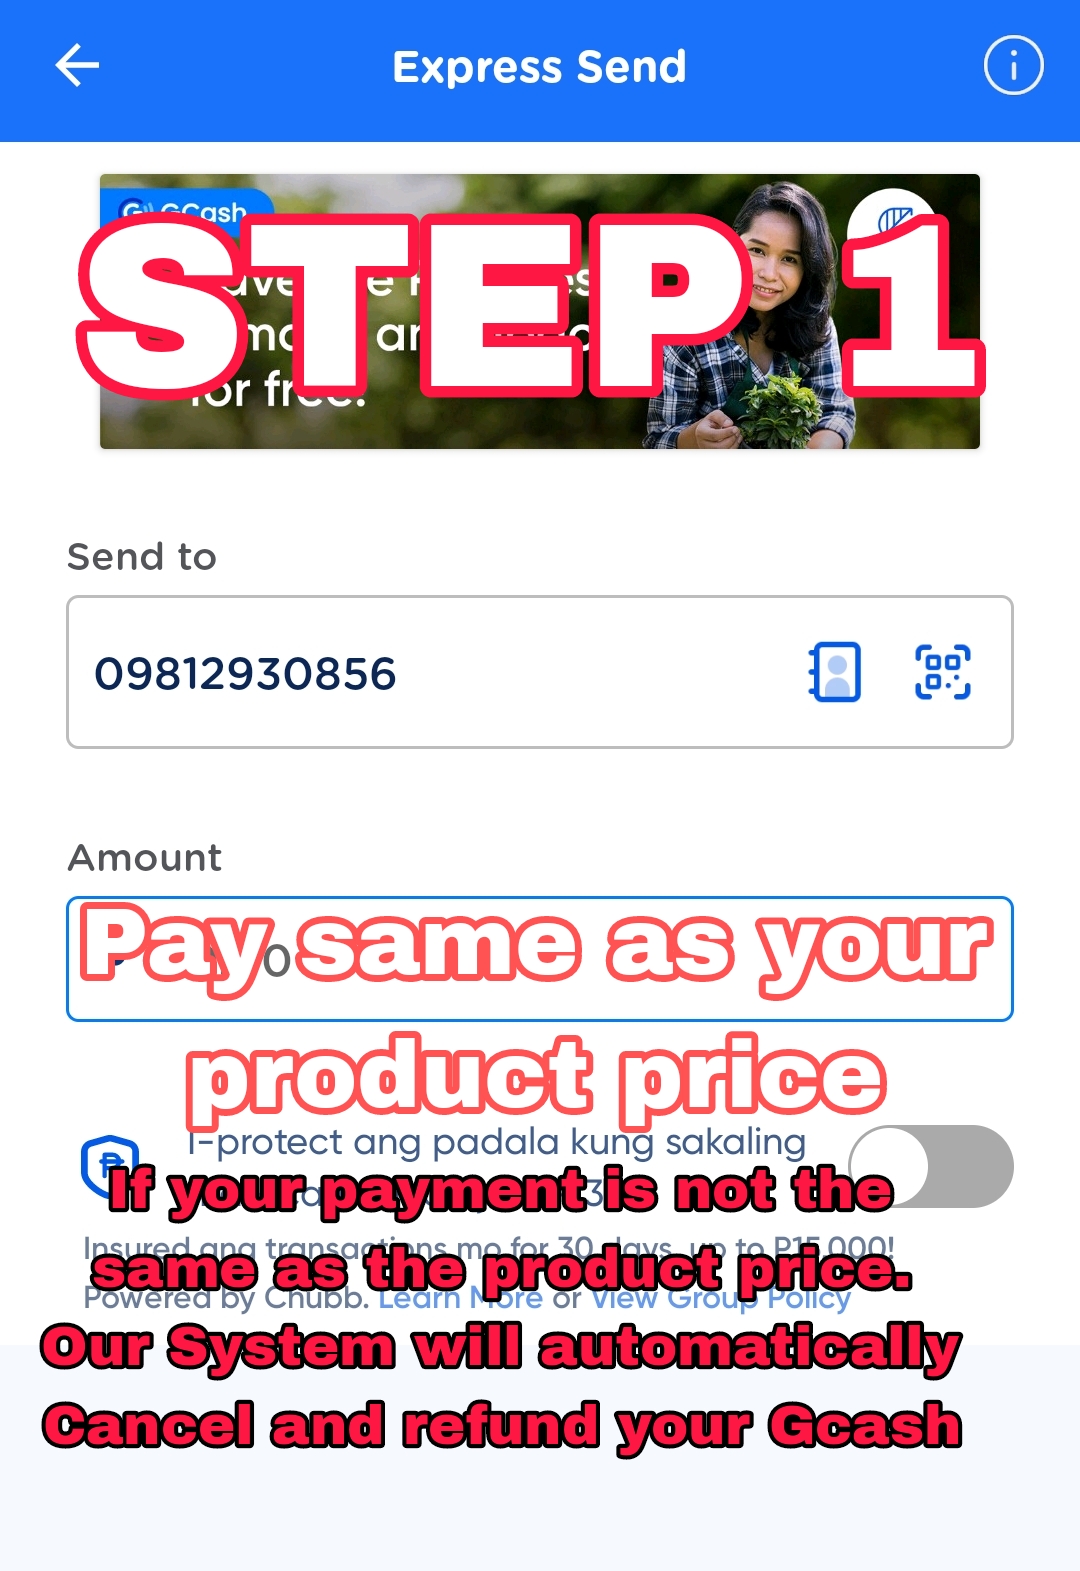 Express Send
GCash
STEP 1
for free!
Send to
09812930856
Amount
Pay same as your
product price
I-protect ang padala kung sakaling
If your payment is not the
Insured ang transactions mo for 30 days, up to ₱15,000!
same as the product price.
Powered by Chubb. Learn More or View Group Policy
Our System will automatically
Cancel and refund your Gcash